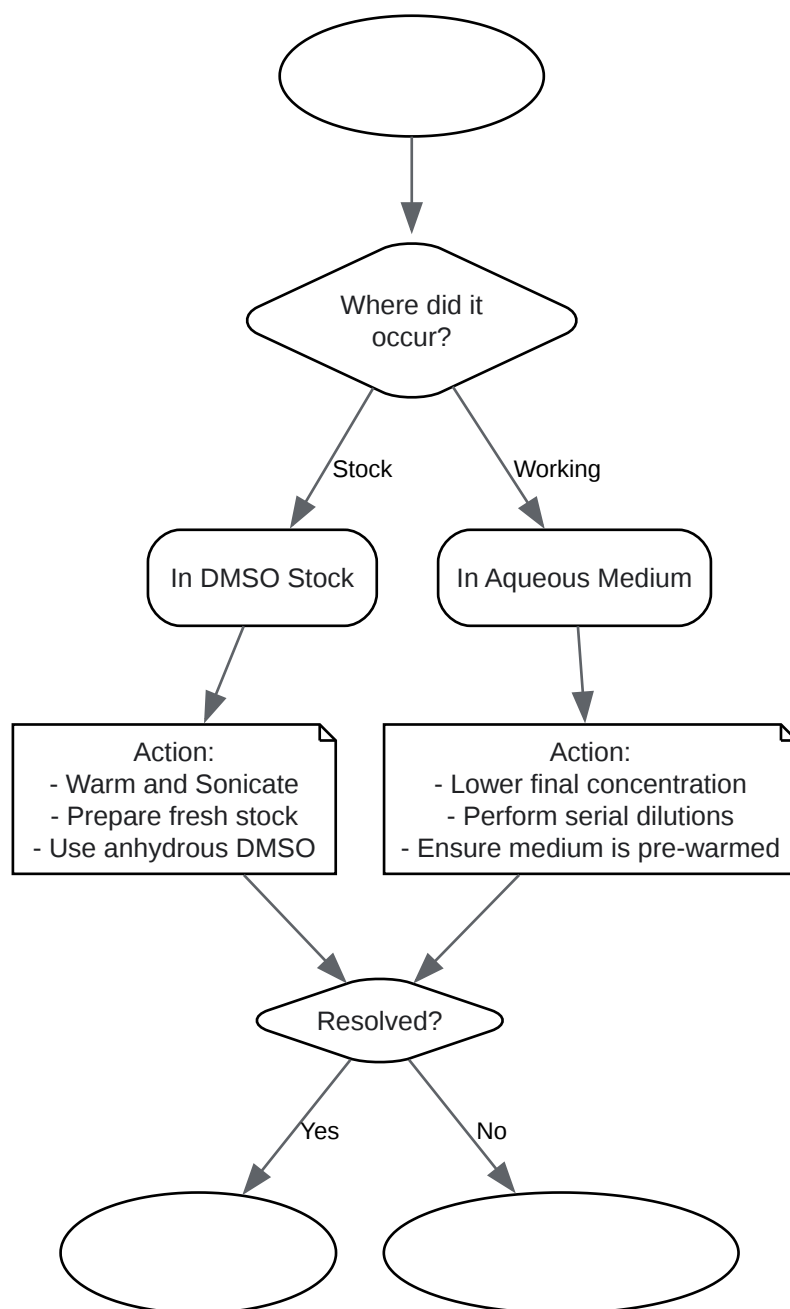 Where did it
occur?
Stock
Working
In DMSO Stock
In Aqueous Medium
Action:
- Warm and Sonicate
- Prepare fresh stock
- Use anhydrous DMSO
Action:
- Lower final concentration
- Perform serial dilutions
- Ensure medium is pre-warmed
Resolved?
Yes
No